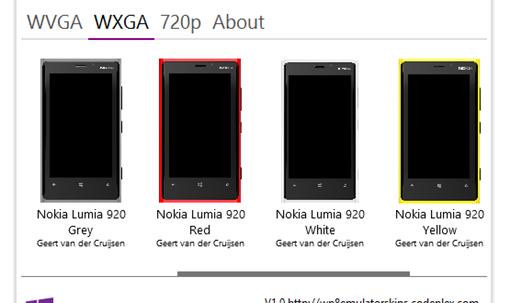 WVGA WXGA 720p About
NOKIA NOKIA NOKIA NOKIA
Nokia Lumia 920 Nokia Lumia 920 Nokia Lumia 920 Nokia Lumia 920
Grey Red White Yellow
Geert van der Cruijsen Geert van der Cruijsen Geert van der Cruijsen Geert van der Cruijsen
V1.0 http://wp8emulatorskins.codeplex.com